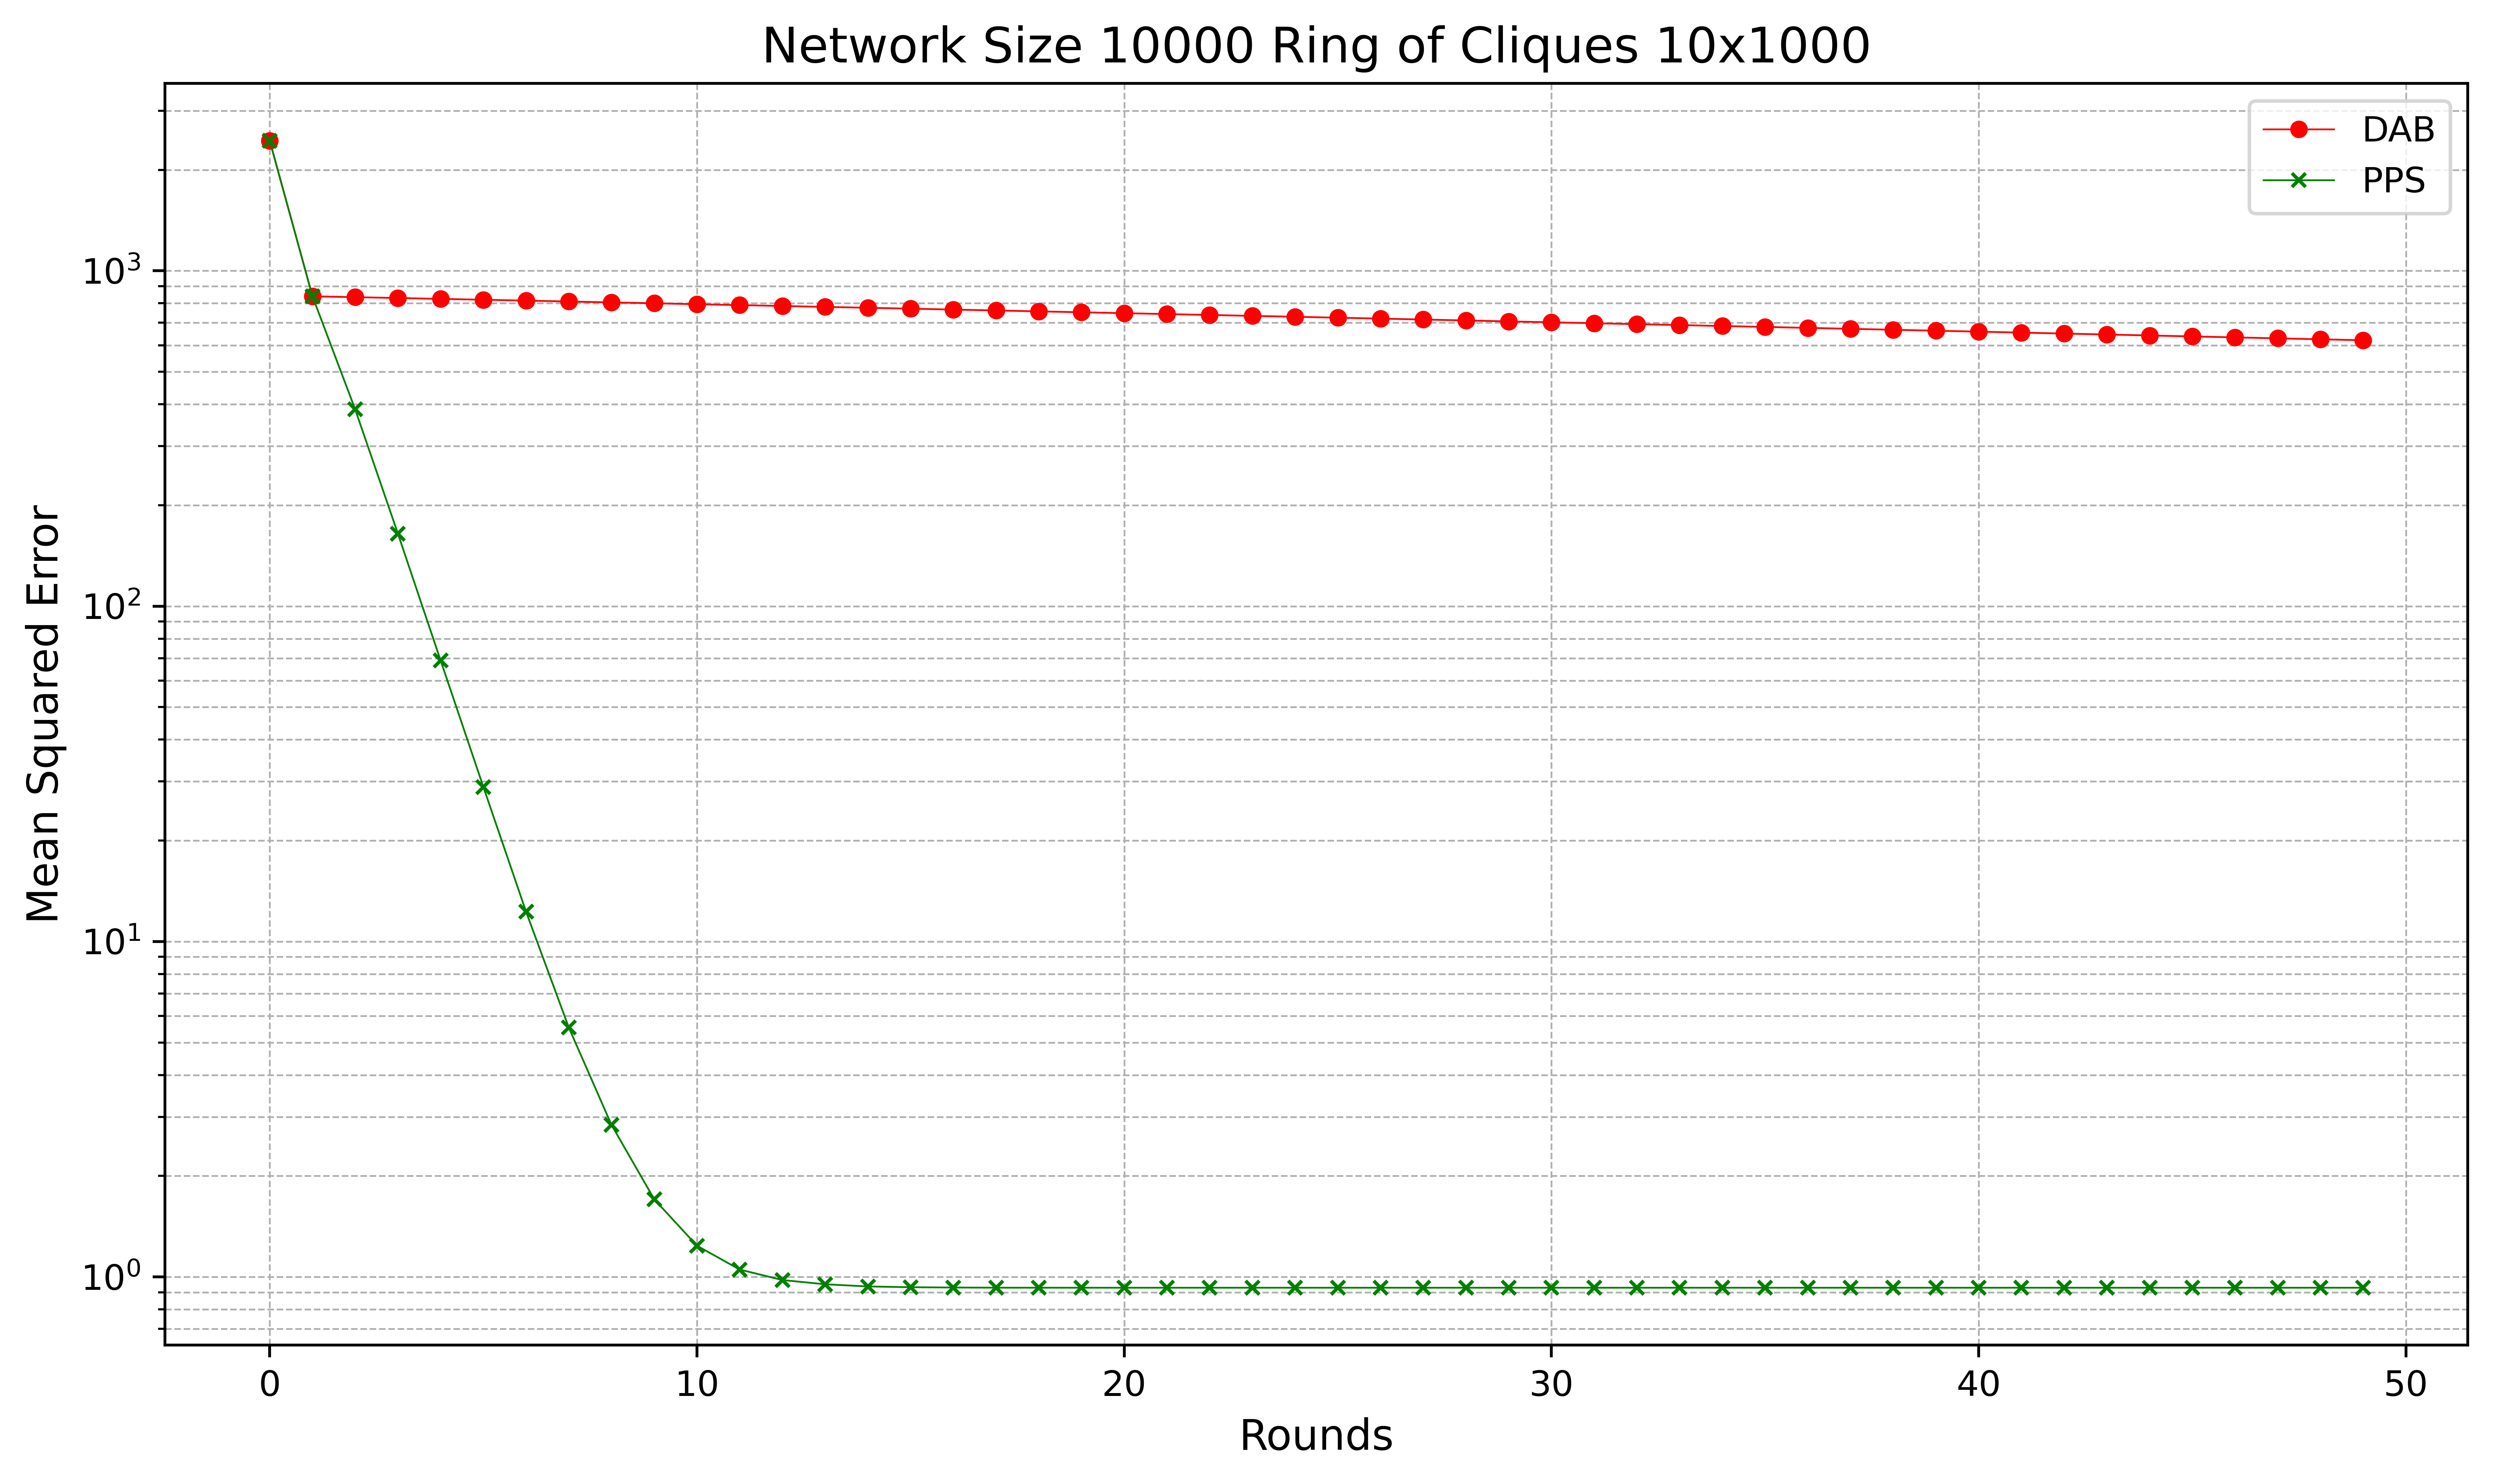 Network Size 10000 Ring of Cliques 10x1000
DAB
PPS
Mean Squared Error
10³
10²
10¹
10⁰
0 10 20 30 40 50
Rounds